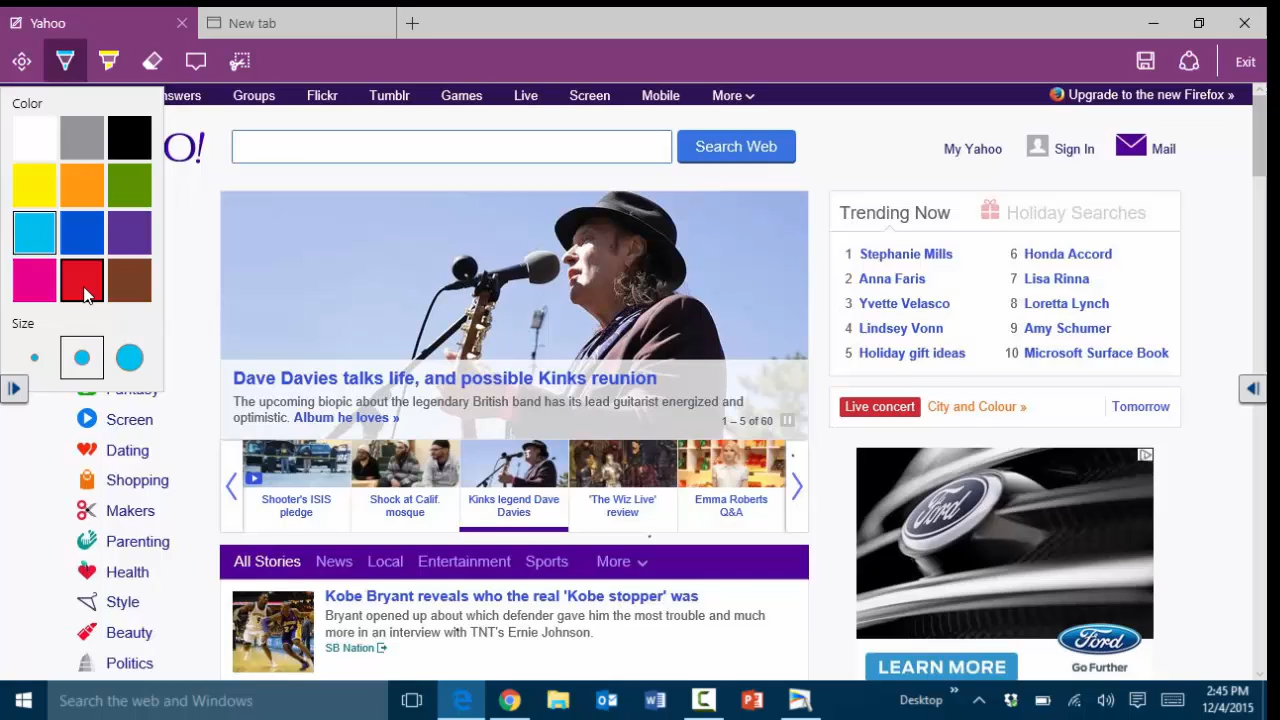 Yahoo
New tab
Exit
Color
Size
swers Groups Flickr Tumblr Games Live Screen Mobile More
Upgrade to the new Firefox »
O!
Search Web
My Yahoo Sign In Mail
Dave Davies talks life, and possible Kinks reunion
The upcoming biopic about the legendary British band has its lead guitarist energized and
optimistic. Album he loves »
1 – 5 of 60
Shooter's ISIS
pledge
Shock at Calif.
mosque
Kinks legend Dave
Davies
'The Wiz Live'
review
Emma Roberts
Q&A
Trending Now Holiday Searches
1 Stephanie Mills
2 Anna Faris
3 Yvette Velasco
4 Lindsey Vonn
5 Holiday gift ideas
6 Honda Accord
7 Lisa Rinna
8 Loretta Lynch
9 Amy Schumer
10 Microsoft Surface Book
Live concert City and Colour » Tomorrow
Fantasy
Screen
Dating
Shopping
Makers
Parenting
Health
Style
Beauty
Politics
All Stories News Local Entertainment Sports More
Kobe Bryant reveals who the real 'Kobe stopper' was
Bryant opened up about which defender gave him the most trouble and much
more in an interview with TNT's Ernie Johnson.
SB Nation
Ford
Ford
Go Further
LEARN MORE
Search the web and Windows
Desktop
2:45 PM
12/4/2015